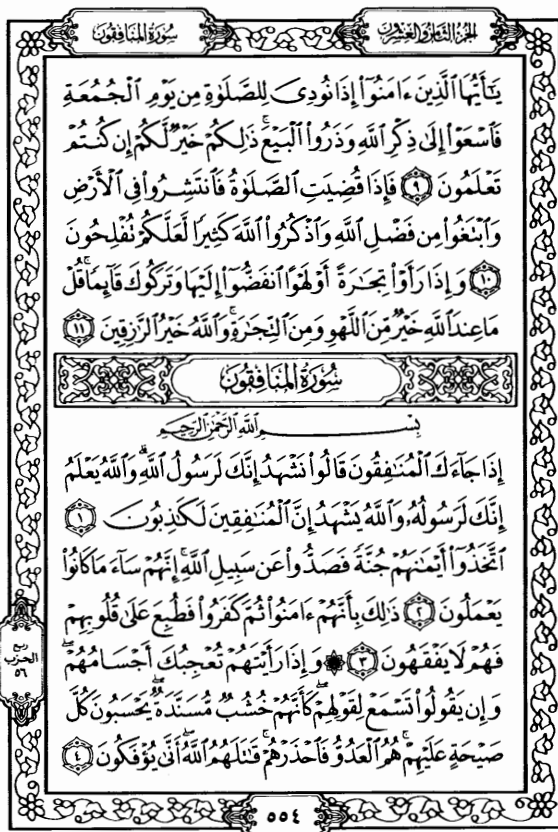 سورة المنافقون
الجزء الثامن والعشرون
يَٰٓأَيُّهَا ٱلَّذِينَ ءَامَنُوٓاْ إِذَا نُودِيَ لِلصَّلَوٰةِ مِن يَوۡمِ ٱلۡجُمُعَةِ
فَٱسۡعَوۡاْ إِلَىٰ ذِكۡرِ ٱللَّهِ وَذَرُواْ ٱلۡبَيۡعَۚ ذَٰلِكُمۡ خَيۡرٞ لَّكُمۡ إِن كُنتُمۡ
تَعۡلَمُونَ ٩ فَإِذَا قُضِيَتِ ٱلصَّلَوٰةُ فَٱنتَشِرُواْ فِي ٱلۡأَرۡضِ
وَٱبۡتَغُواْ مِن فَضۡلِ ٱللَّهِ وَٱذۡكُرُواْ ٱللَّهَ كَثِيرٗا لَّعَلَّكُمۡ تُفۡلِحُونَ
١٠ وَإِذَا رَأَوۡاْ تِجَٰرَةً أَوۡ لَهۡوًا ٱنفَضُّوٓاْ إِلَيۡهَا وَتَرَكُوكَ قَآئِمٗاۚ قُلۡ
مَا عِندَ ٱللَّهِ خَيۡرٞ مِّنَ ٱللَّهۡوِ وَمِنَ ٱلتِّجَٰرَةِۚ وَٱللَّهُ خَيۡرُ ٱلرَّٰزِقِينَ ١١
سُورَةُ المنَافِقُون
بِسۡمِ ٱللَّهِ ٱلرَّحۡمَٰنِ ٱلرَّحِيمِ
إِذَا جَآءَكَ ٱلۡمُنَٰفِقُونَ قَالُواْ نَشۡهَدُ إِنَّكَ لَرَسُولُ ٱللَّهِۗ وَٱللَّهُ يَعۡلَمُ
إِنَّكَ لَرَسُولُهُۥ وَٱللَّهُ يَشۡهَدُ إِنَّ ٱلۡمُنَٰفِقِينَ لَكَٰذِبُونَ ١
ٱتَّخَذُوٓاْ أَيۡمَٰنَهُمۡ جُنَّةٗ فَصَدُّواْ عَن سَبِيلِ ٱللَّهِۚ إِنَّهُمۡ سَآءَ مَا كَانُواْ
يَعۡمَلُونَ ٢ ذَٰلِكَ بِأَنَّهُمۡ ءَامَنُواْ ثُمَّ كَفَرُواْ فَطُبِعَ عَلَىٰ قُلُوبِهِمۡ
فَهُمۡ لَا يَفۡقَهُونَ ٣ ۞ وَإِذَا رَأَيۡتَهُمۡ تُعۡجِبُكَ أَجۡسَامُهُمۡۖ
وَإِن يَقُولُواْ تَسۡمَعۡ لِقَوۡلِهِمۡۖ كَأَنَّهُمۡ خُشُبٞ مُّسَنَّدَةٞۖ يَحۡسَبُونَ كُلَّ
صَيۡحَةٍ عَلَيۡهِمۡۚ هُمُ ٱلۡعَدُوُّ فَٱحۡذَرۡهُمۡۚ قَٰتَلَهُمُ ٱللَّهُۖ أَنَّىٰ يُؤۡفَكُونَ ٤
ربع
الحزب
٥٦
٥٥٤